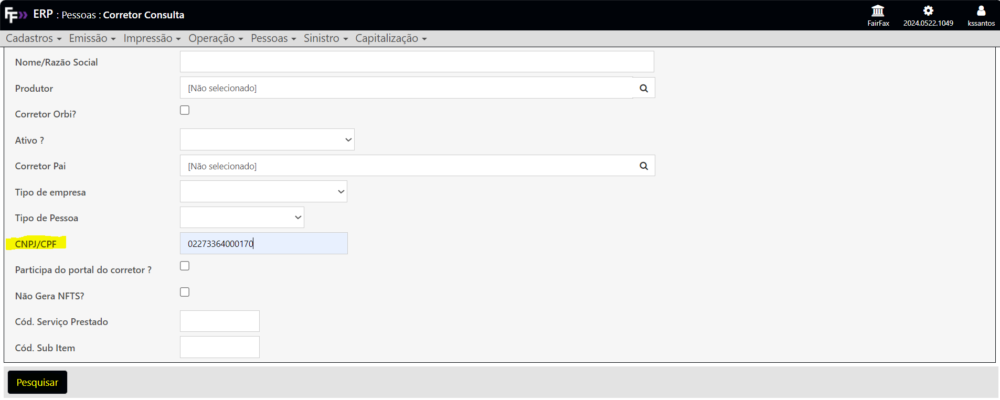 FF» ERP : Pessoas : Corretor Consulta
FairFax
2024.0522.1049
kssantos
Cadastros Emissão Impressão Operação Pessoas Sinistro Capitalização
Nome/Razão Social
Produtor [Não selecionado]
Corretor Orbi?
Ativo ?
Corretor Pai [Não selecionado]
Tipo de empresa
Tipo de Pessoa
CNPJ/CPF 02273364000170
Participa do portal do corretor ?
Não Gera NFTS?
Cód. Serviço Prestado
Cód. Sub Item
Pesquisar